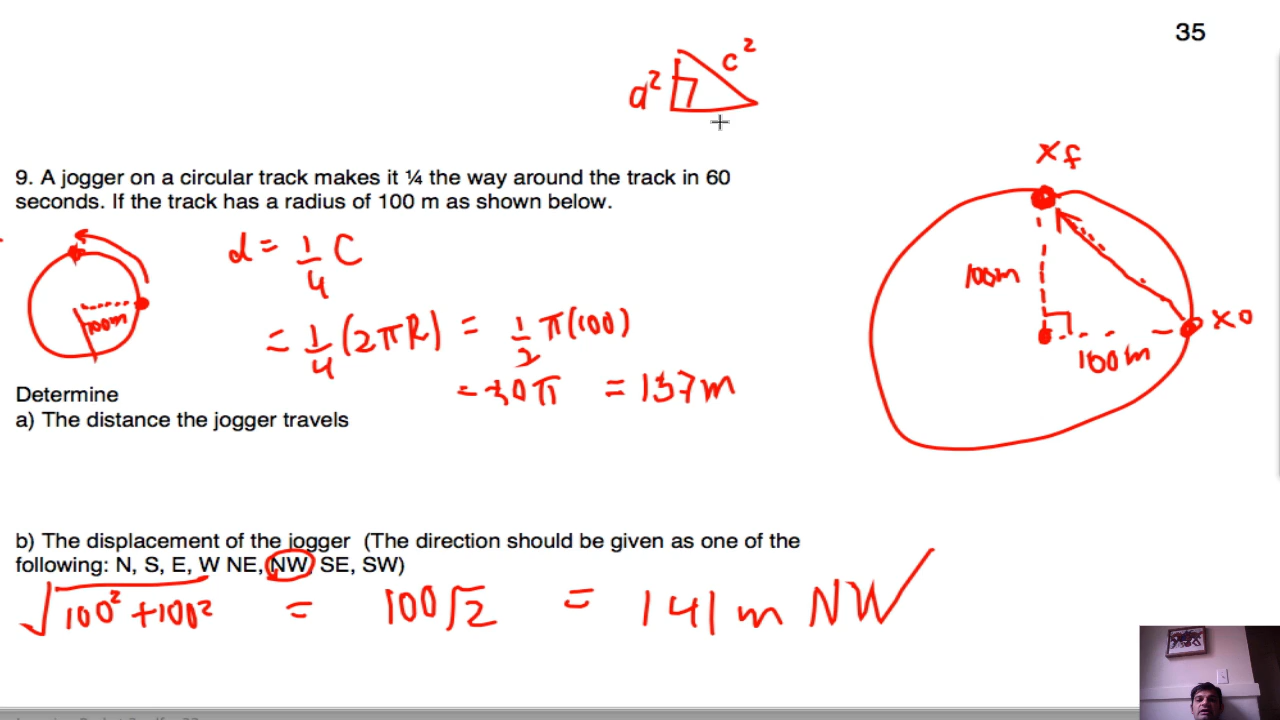 35
a² c²
9. A jogger on a circular track makes it ¼ the way around the track in 60
seconds. If the track has a radius of 100 m as shown below.
100m
d = 1/4 C
= 1/4 (2πR) = 1/2 π(100)
= 50π = 157m
xf
100m
xo
100m
Determine
a) The distance the jogger travels
b) The displacement of the jogger (The direction should be given as one of the
following: N, S, E, W NE, NW, SE, SW)
√100² + 100² = 100√2 = 141 m NW